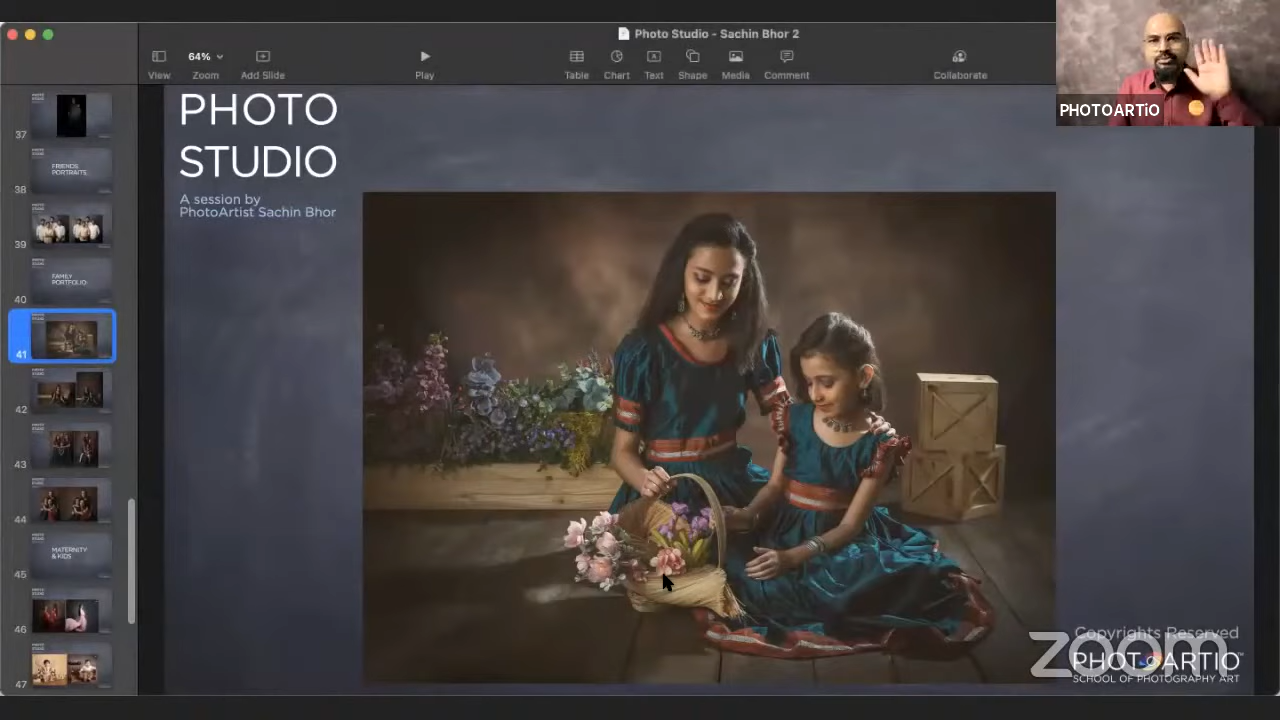 Photo Studio - Sachin Bhor 2
64%
View
Zoom
Add Slide
Play
Table
Chart
Text
Shape
Media
Comment
Collaborate
PHOTOARTiO
37
38
39
40
41
42
43
44
45
46
47
FRIENDS
PORTRAITS
FAMILY
PORTFOLIO
MATERNITY
& KIDS
PHOTO
STUDIO
A session by
PhotoArtist Sachin Bhor
Copyrights Reserved
zoom
PHOTOARTIO
SCHOOL OF PHOTOGRAPHY ART